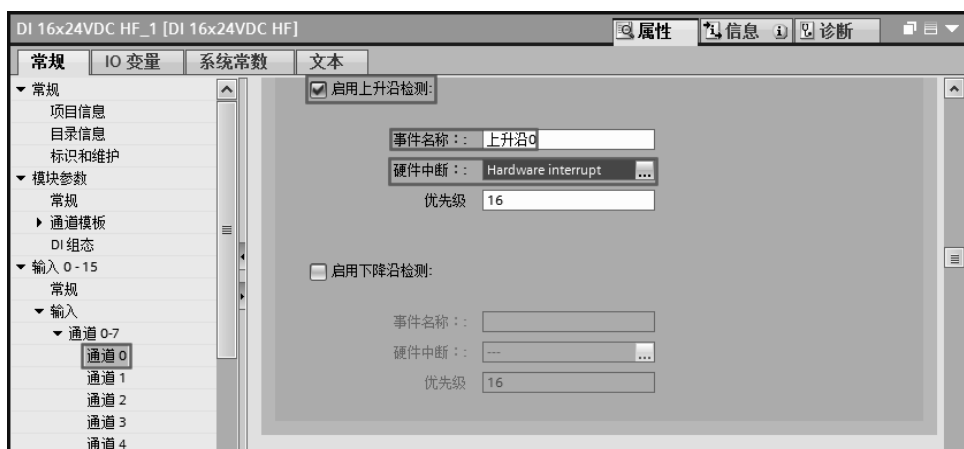 DI 16x24VDC HF_1 [DI 16x24VDC HF]
属性
信息
诊断
常规
IO 变量
系统常数
文本
常规
项目信息
目录信息
标识和维护
模块参数
常规
通道模板
DI 组态
输入 0 - 15
常规
输入
通道 0-7
通道 0
通道 1
通道 2
通道 3
通道 4
启用上升沿检测:
事件名称：: 上升沿0
硬件中断：: Hardware interrupt ...
优先级 16
启用下降沿检测:
事件名称：:
硬件中断：: --- ...
优先级 16